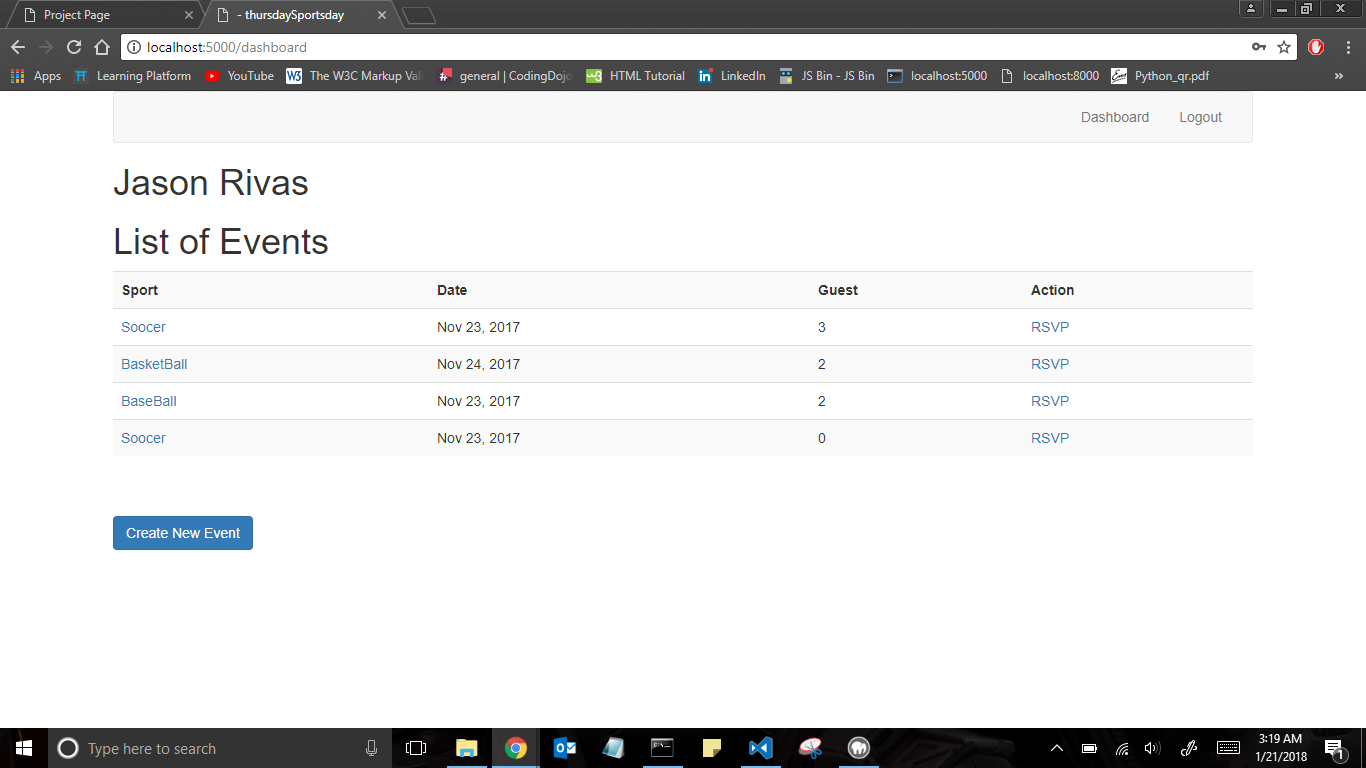 Project Page
- thursdaySportsday
localhost:5000/dashboard
Apps
Learning Platform
YouTube
The W3C Markup Vali
general | CodingDojo
HTML Tutorial
LinkedIn
JS Bin - JS Bin
localhost:5000
localhost:8000
Python_qr.pdf
Dashboard Logout
Jason Rivas
List of Events
Sport Date Guest Action
Soocer Nov 23, 2017 3 RSVP
BasketBall Nov 24, 2017 2 RSVP
BaseBall Nov 23, 2017 2 RSVP
Soocer Nov 23, 2017 0 RSVP
Create New Event
Type here to search
3:19 AM
1/21/2018
1